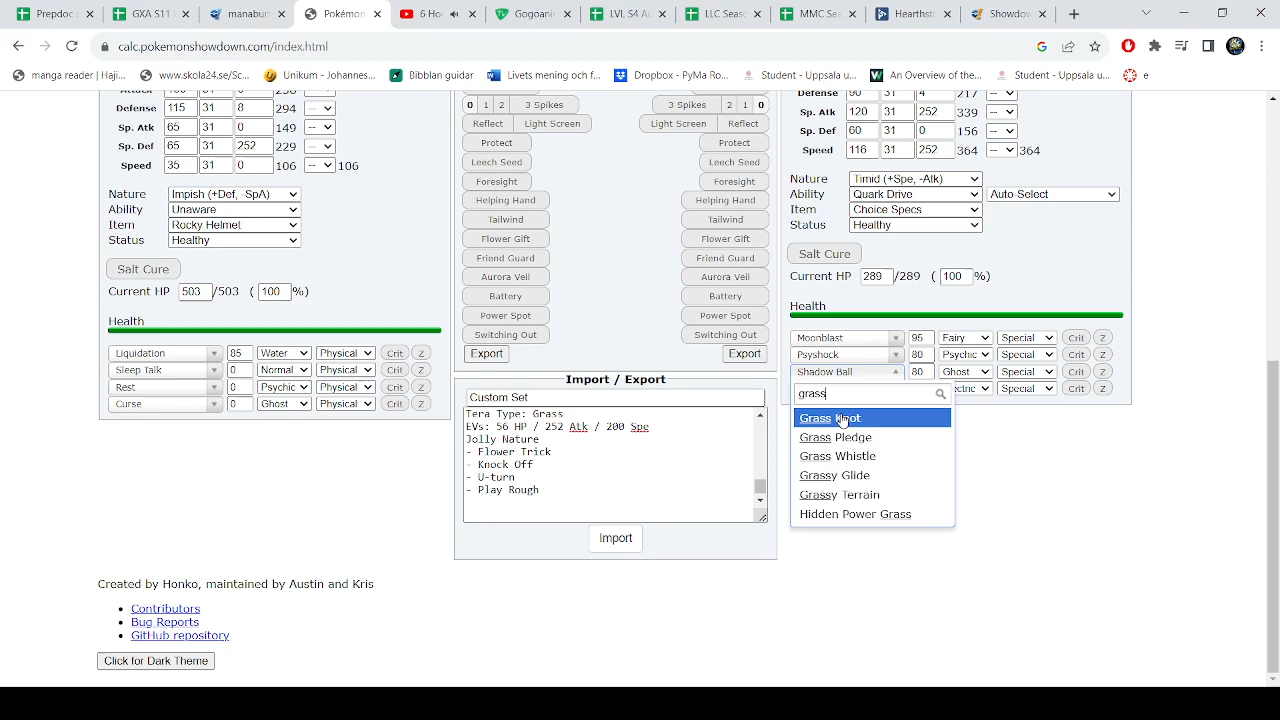 Prepdoc p
GXA S11
manabur
Pokémon
6 Ho
Gogoanir
LVL S4 A
LLC Seas
MMC Sea
Hearthst
Showdow
calc.pokemonshowdown.com/index.html
manga reader | Haji...
www.skola24.se/Sc...
Unikum - Johannes...
Bibblan guidar
Livets mening och f...
Dropbox - PyMa Ro...
Student - Uppsala u...
An Overview of the...
Student - Uppsala u...
e
Defense 115 31 8 294 --
Sp. Atk 65 31 0 149 --
Sp. Def 65 31 252 229 --
Speed 35 31 0 106 -- 106
Nature Impish (+Def, -SpA)
Ability Unaware
Item Rocky Helmet
Status Healthy
Salt Cure
Current HP 503 /503 ( 100 %)
Health
Liquidation 85 Water Physical Crit Z
Sleep Talk 0 Normal Physical Crit Z
Rest 0 Psychic Physical Crit Z
Curse 0 Ghost Physical Crit Z
0 1 2 3 Spikes 3 Spikes 2 1 0
Reflect Light Screen Light Screen Reflect
Protect Protect
Leech Seed Leech Seed
Foresight Foresight
Helping Hand Helping Hand
Tailwind Tailwind
Flower Gift Flower Gift
Friend Guard Friend Guard
Aurora Veil Aurora Veil
Battery Battery
Power Spot Power Spot
Switching Out Switching Out
Export Export
Import / Export
Custom Set
Tera Type: Grass
EVs: 56 HP / 252 Atk / 200 Spe
Jolly Nature
- Flower Trick
- Knock Off
- U-turn
- Play Rough
Import
Defense 90 31 4 217 --
Sp. Atk 120 31 252 339 --
Sp. Def 60 31 0 156 --
Speed 116 31 252 364 -- 364
Nature Timid (+Spe, -Atk)
Ability Quark Drive Auto-Select
Item Choice Specs
Status Healthy
Salt Cure
Current HP 289 /289 ( 100 %)
Health
Moonblast 95 Fairy Special Crit Z
Psyshock 80 Psychic Special Crit Z
Shadow Ball 80 Ghost Special Crit Z
Special Crit Z
grass
Grass Knot
Grass Pledge
Grass Whistle
Grassy Glide
Grassy Terrain
Hidden Power Grass
Created by Honko, maintained by Austin and Kris
• Contributors
• Bug Reports
• GitHub repository
Click for Dark Theme